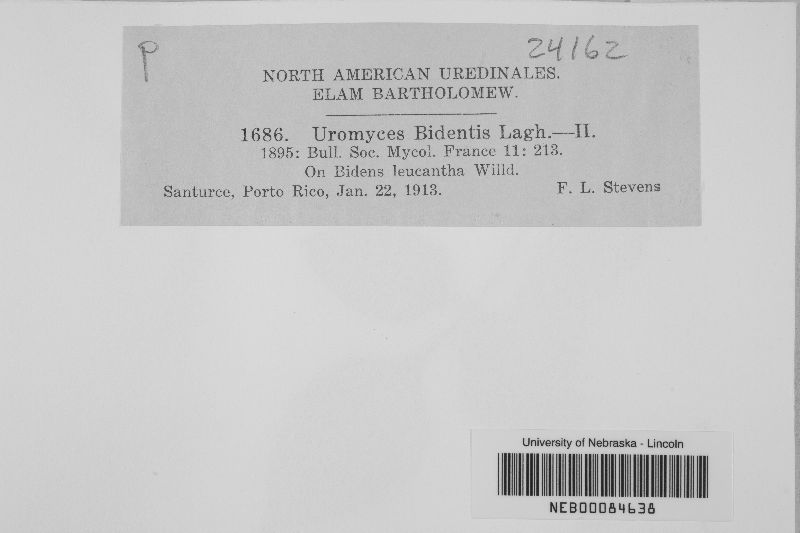 P 24162
NORTH AMERICAN UREDINALES.
ELAM BARTHOLOMEW.
1686. Uromyces Bidentis Lagh.—II.
1895: Bull. Soc. Mycol. France 11: 213.
On Bidens leucantha Willd.
Santurce, Porto Rico, Jan. 22, 1913. F. L. Stevens
University of Nebraska - Lincoln
NEB00084638